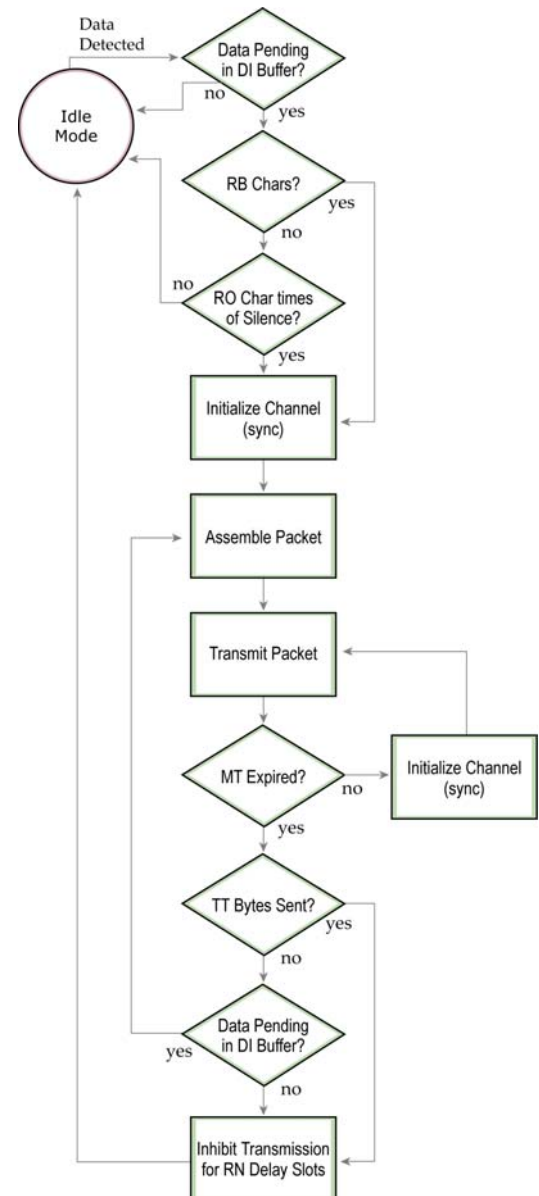 Data
Detected
Data Pending
in DI Buffer?
no
yes
Idle
Mode
RB Chars?
yes
no
no
RO Char times
of Silence?
yes
Initialize Channel
(sync)
Assemble Packet
Transmit Packet
MT Expired?
no
Initialize Channel
(sync)
yes
TT Bytes Sent?
yes
no
Data Pending
in DI Buffer?
yes
no
Inhibit Transmission
for RN Delay Slots